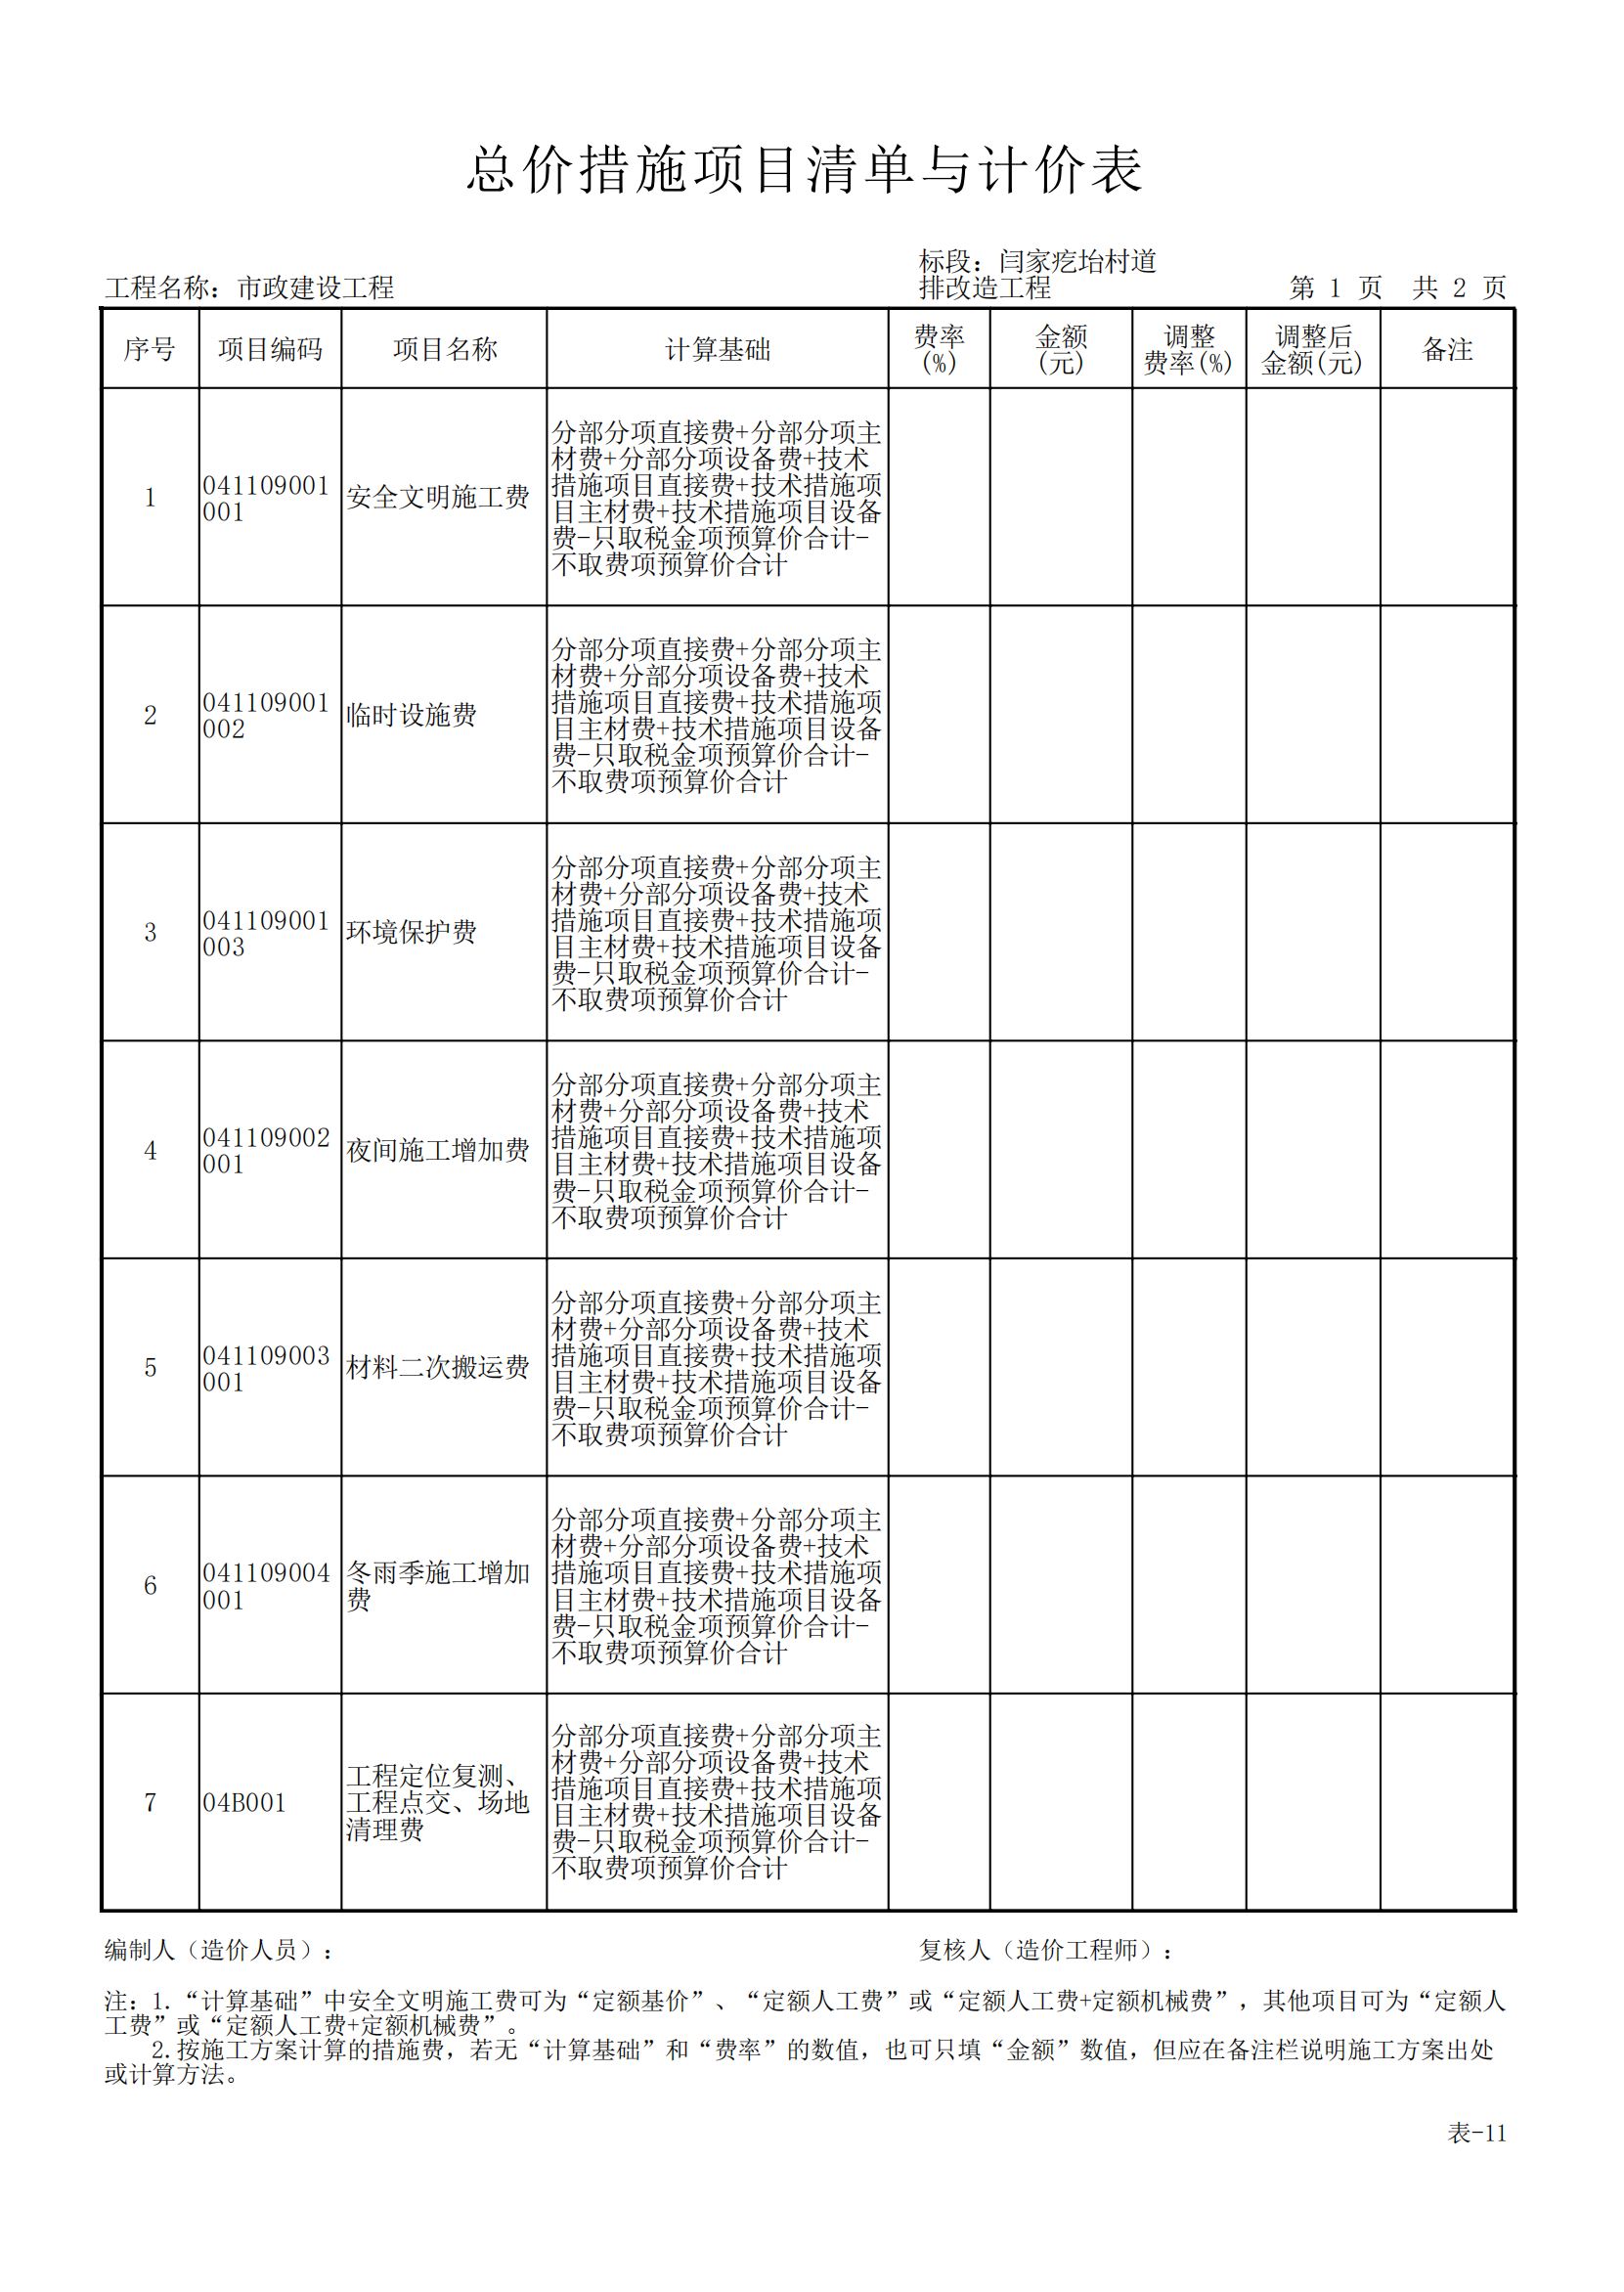 总价措施项目清单与计价表
标段：闫家疙坮村道
工程名称：市政建设工程 排改造工程 第 1 页 共 2 页
序号 项目编码 项目名称 计算基础 费率 金额 调整 调整后 备注
(%) (元) 费率(%) 金额(元)
分部分项直接费+分部分项主
材费+分部分项设备费+技术
1 041109001 安全文明施工费 措施项目直接费+技术措施项
001 目主材费+技术措施项目设备
费-只取税金项预算价合计-
不取费项预算价合计
分部分项直接费+分部分项主
材费+分部分项设备费+技术
2 041109001 临时设施费 措施项目直接费+技术措施项
002 目主材费+技术措施项目设备
费-只取税金项预算价合计-
不取费项预算价合计
分部分项直接费+分部分项主
材费+分部分项设备费+技术
3 041109001 环境保护费 措施项目直接费+技术措施项
003 目主材费+技术措施项目设备
费-只取税金项预算价合计-
不取费项预算价合计
分部分项直接费+分部分项主
材费+分部分项设备费+技术
4 041109002 夜间施工增加费 措施项目直接费+技术措施项
001 目主材费+技术措施项目设备
费-只取税金项预算价合计-
不取费项预算价合计
分部分项直接费+分部分项主
材费+分部分项设备费+技术
5 041109003 材料二次搬运费 措施项目直接费+技术措施项
001 目主材费+技术措施项目设备
费-只取税金项预算价合计-
不取费项预算价合计
分部分项直接费+分部分项主
材费+分部分项设备费+技术
6 041109004 冬雨季施工增加 措施项目直接费+技术措施项
001 费 目主材费+技术措施项目设备
费-只取税金项预算价合计-
不取费项预算价合计
分部分项直接费+分部分项主
材费+分部分项设备费+技术
工程定位复测、 措施项目直接费+技术措施项
7 04B001 工程点交、场地 目主材费+技术措施项目设备
清理费 费-只取税金项预算价合计-
不取费项预算价合计
编制人（造价人员）： 复核人（造价工程师）：
注：1.“计算基础”中安全文明施工费可为“定额基价”、“定额人工费”或“定额人工费+定额机械费”，其他项目可为“定额人
工费”或“定额人工费+定额机械费”。
2.按施工方案计算的措施费，若无“计算基础”和“费率”的数值，也可只填“金额”数值，但应在备注栏说明施工方案出处
或计算方法。
表-11